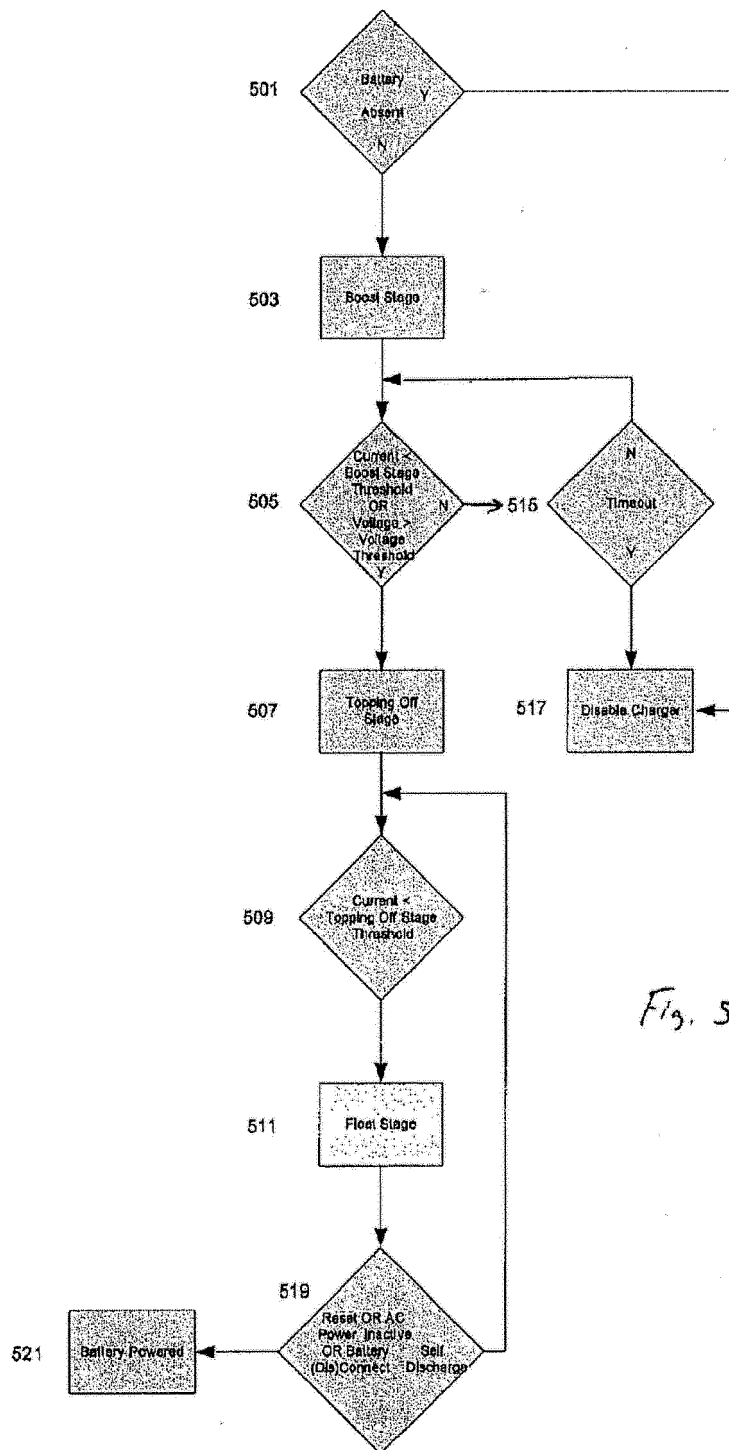 501
Battery
Y
Absent
N
503
Boost Stage
505
Current <
Boost Stage
Threshold
OR
Voltage >
Voltage
Threshold
N
Y
515
N
Timeout
Y
507
Topping Off
Stage
517
Disable Charger
509
Current <
Topping Off Stage
Threshold
Fig. 5
511
Float Stage
519
Reset OR AC
Power Inactive
OR Battery
(Dis)Connect
Self
Discharge
521
Battery Powered